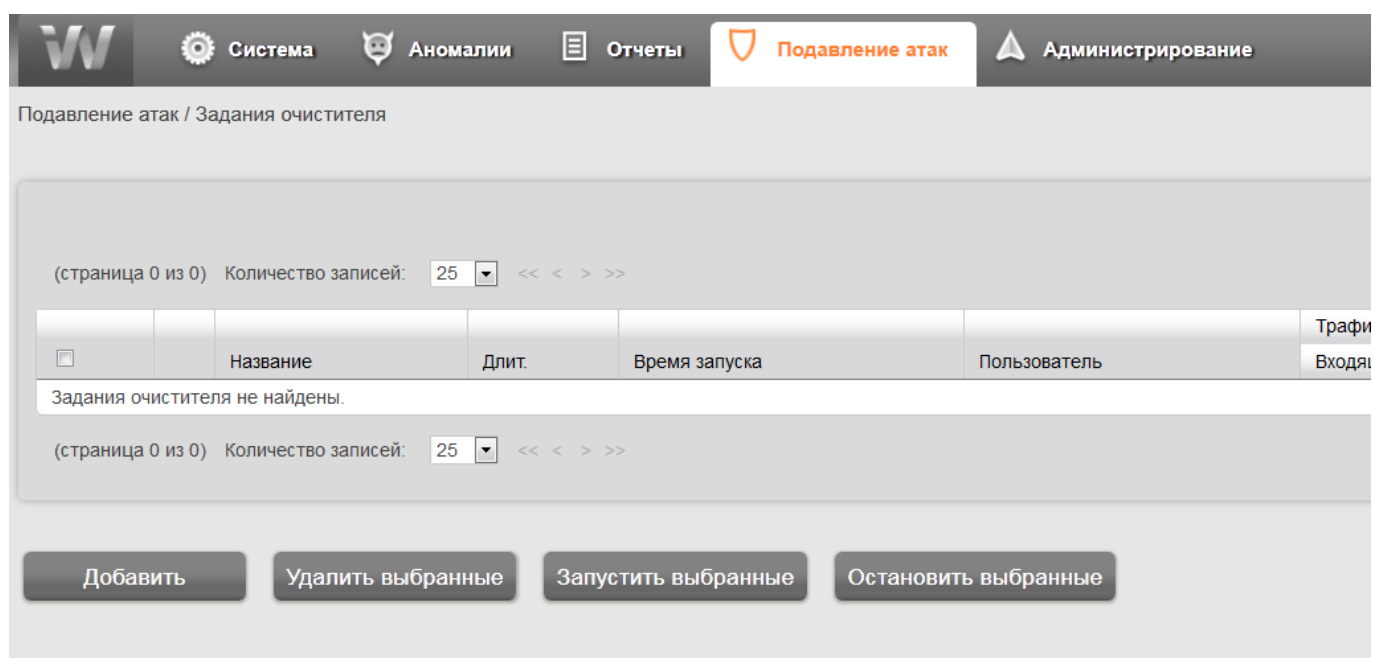 Система Аномалии Отчеты Подавление атак Администрирование
Подавление атак / Задания очистителя
(страница 0 из 0) Количество записей: 25 << < > >>
Трафи
Название Длит. Время запуска Пользователь Входящ
Задания очистителя не найдены.
(страница 0 из 0) Количество записей: 25 << < > >>
Добавить Удалить выбранные Запустить выбранные Остановить выбранные